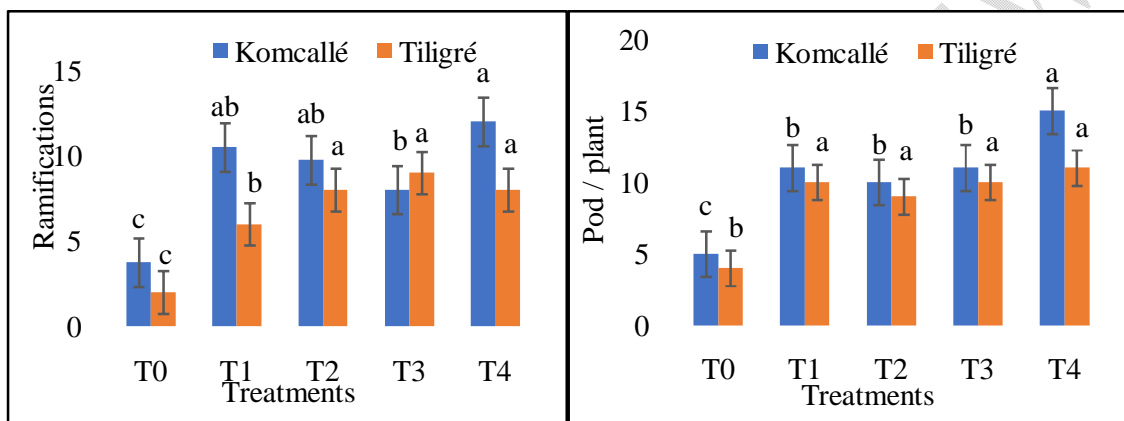 Komcallé Tiligré
Ramifications
15
10
5
0
c
c
ab
b
ab
a
b
a
a
a
T0 T1 T2 T3 T4
Treatments
Komcallé Tiligré
Pod / plant
20
15
10
5
0
c
b
b
a
b
a
b
a
a
a
T0 T1 T2 T3 T4
Treatments